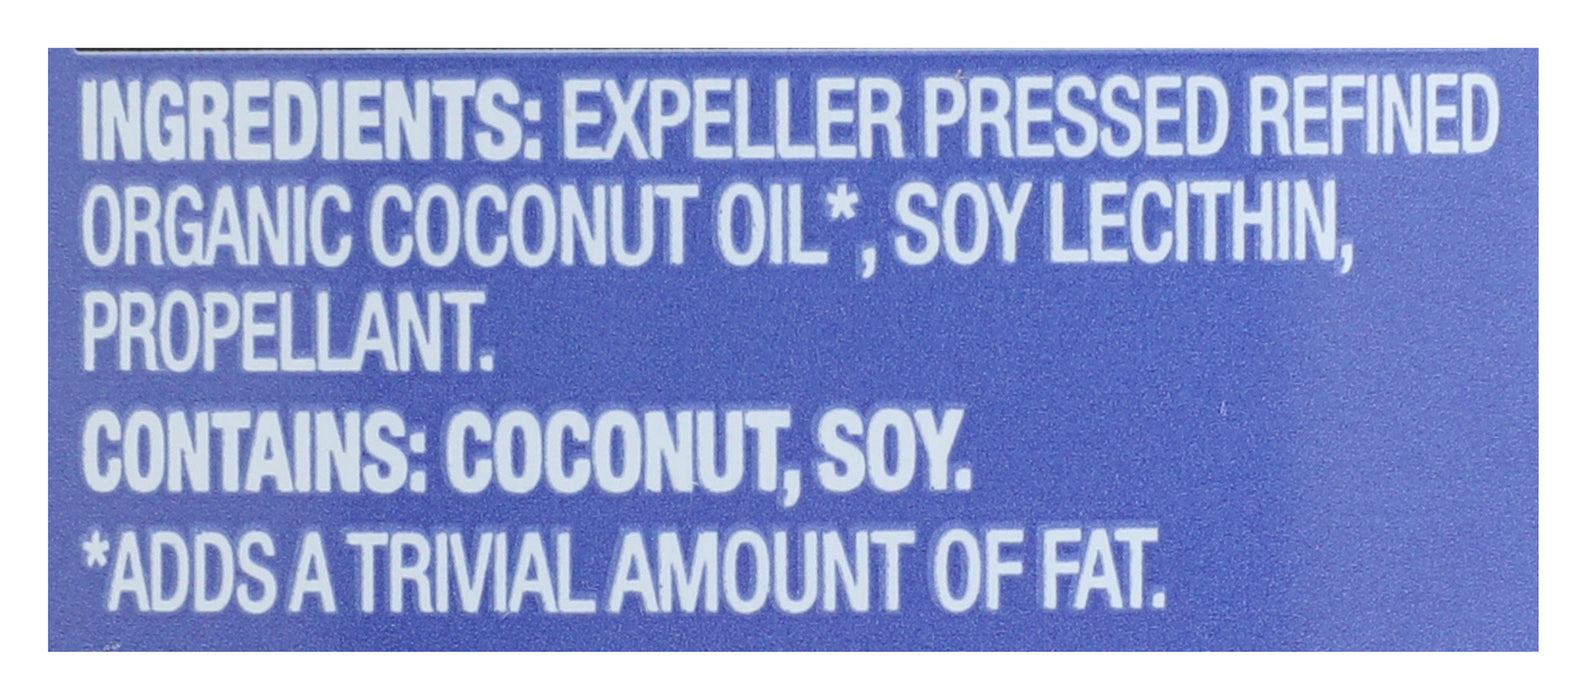 INGREDIENTS: EXPELLER PRESSED REFINED
ORGANIC COCONUT OIL*, SOY LECITHIN,
PROPELLANT.
CONTAINS: COCONUT, SOY.
*ADDS A TRIVIAL AMOUNT OF FAT.